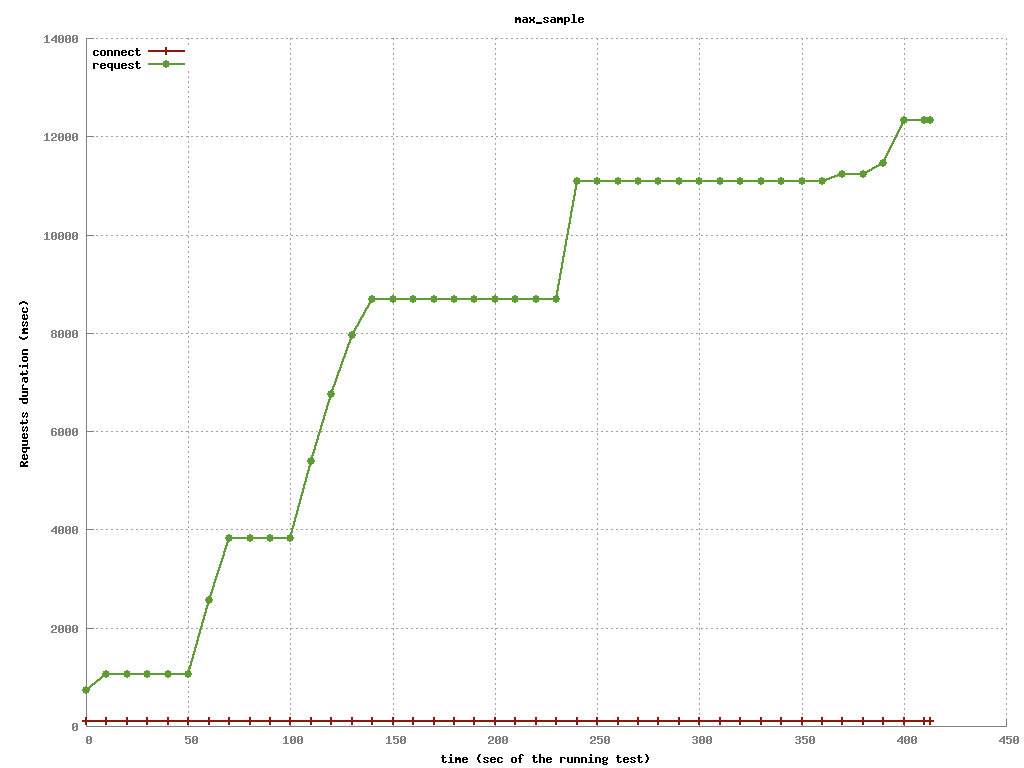 max_sample
connect
request
14000
12000
10000
8000
6000
4000
2000
0
Requests duration (msec)
0 50 100 150 200 250 300 350 400 450
time (sec of the running test)